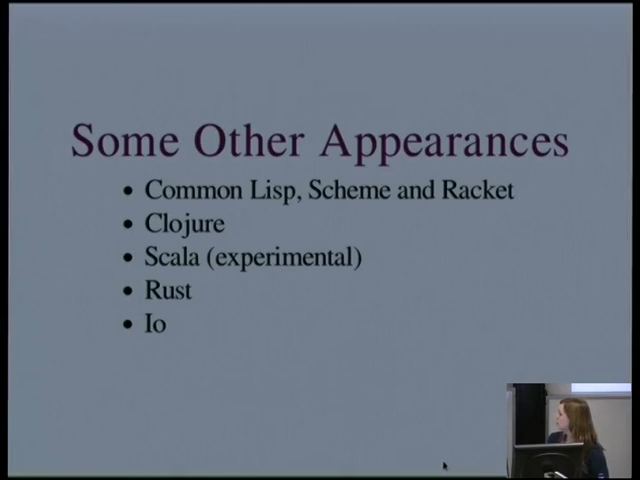 Some Other Appearances
• Common Lisp, Scheme and Racket
• Clojure
• Scala (experimental)
• Rust
• Io